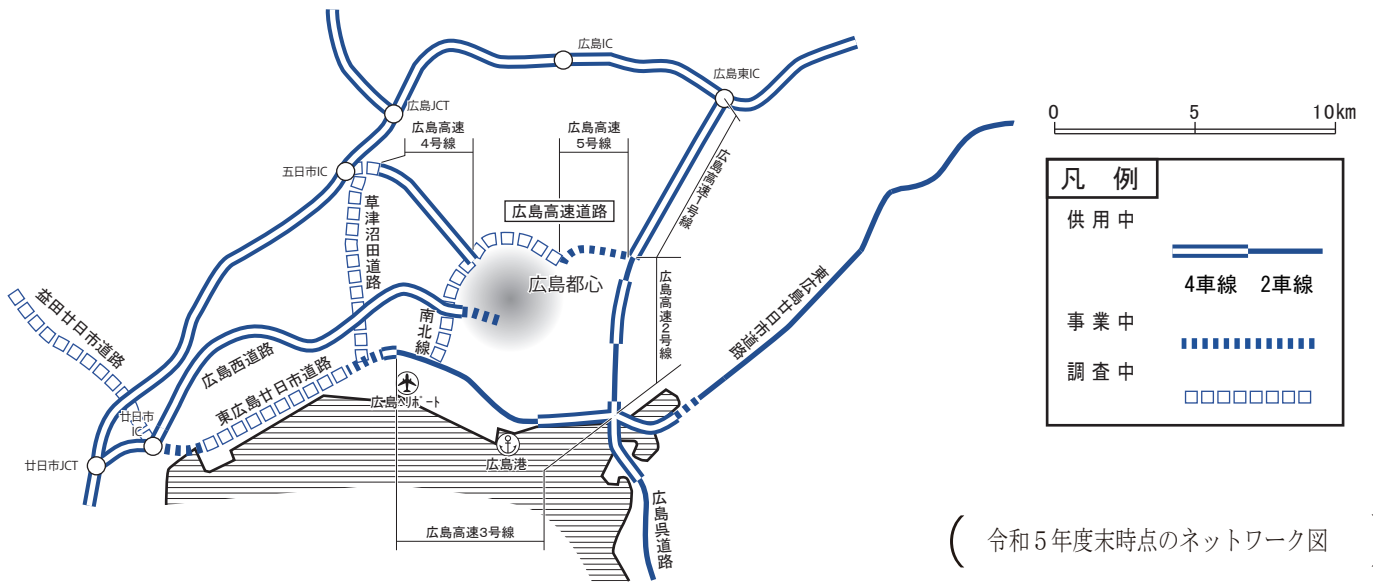 広島IC
広島東IC
広島JCT
広島高速
4号線
広島高速
5号線
広島高速1号線
五日市IC
草津沼田道路
広島高速道路
広島都心
広島高速2号線
東広島廿日市道路
益田廿日市道路
南北線
広島西道路
東広島廿日市道路
広島ヘリポート
廿日市
IC
廿日市JCT
広島港
広島高速3号線
広島呉道路
0 5 10km
凡 例
供用中
4車線 2車線
事業中
調査中
( 令和5年度末時点のネットワーク図 )